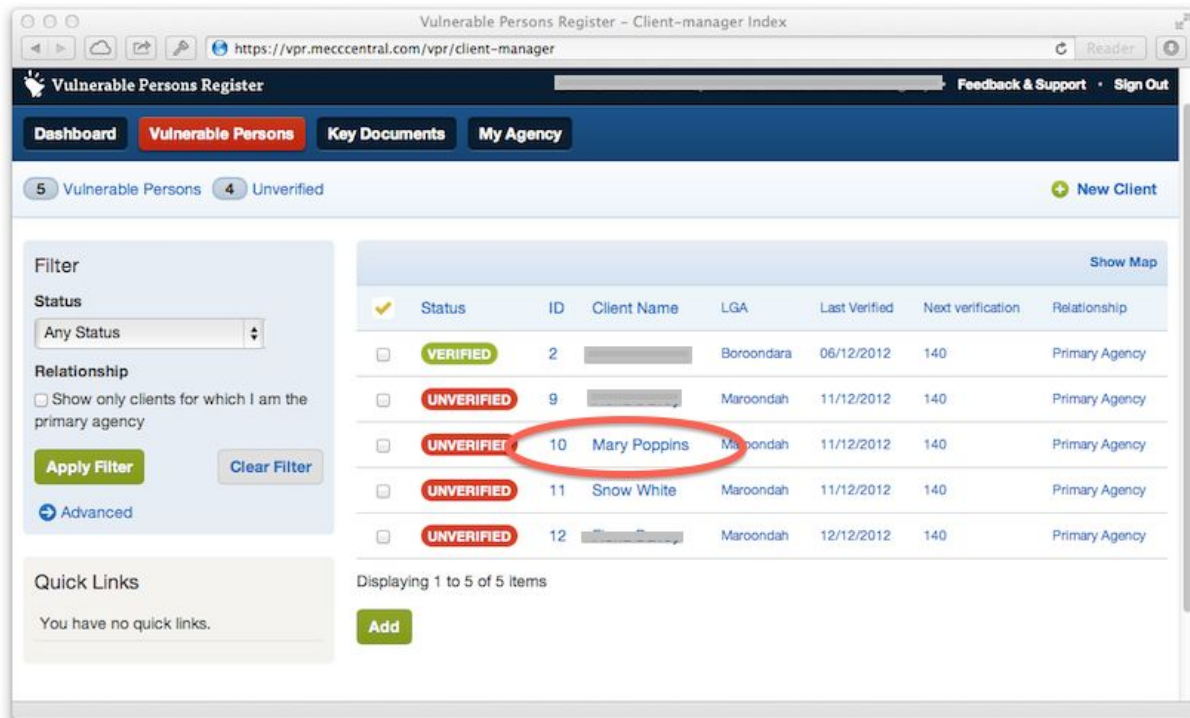 Vulnerable Persons Register – Client-manager Index
https://vpr.mecccentral.com/vpr/client-manager
Reader
Vulnerable Persons Register
Feedback & Support · Sign Out
Dashboard Vulnerable Persons Key Documents My Agency
5 Vulnerable Persons 4 Unverified
New Client
Filter
Status
Any Status
Relationship
Show only clients for which I am the
primary agency
Apply Filter Clear Filter
Advanced
Quick Links
You have no quick links.
Show Map
Status ID Client Name LGA Last Verified Next verification Relationship
VERIFIED 2 Boroondara 06/12/2012 140 Primary Agency
UNVERIFIED 9 Maroondah 11/12/2012 140 Primary Agency
UNVERIFIED 10 Mary Poppins Maroondah 11/12/2012 140 Primary Agency
UNVERIFIED 11 Snow White Maroondah 11/12/2012 140 Primary Agency
UNVERIFIED 12 Maroondah 12/12/2012 140 Primary Agency
Displaying 1 to 5 of 5 items
Add